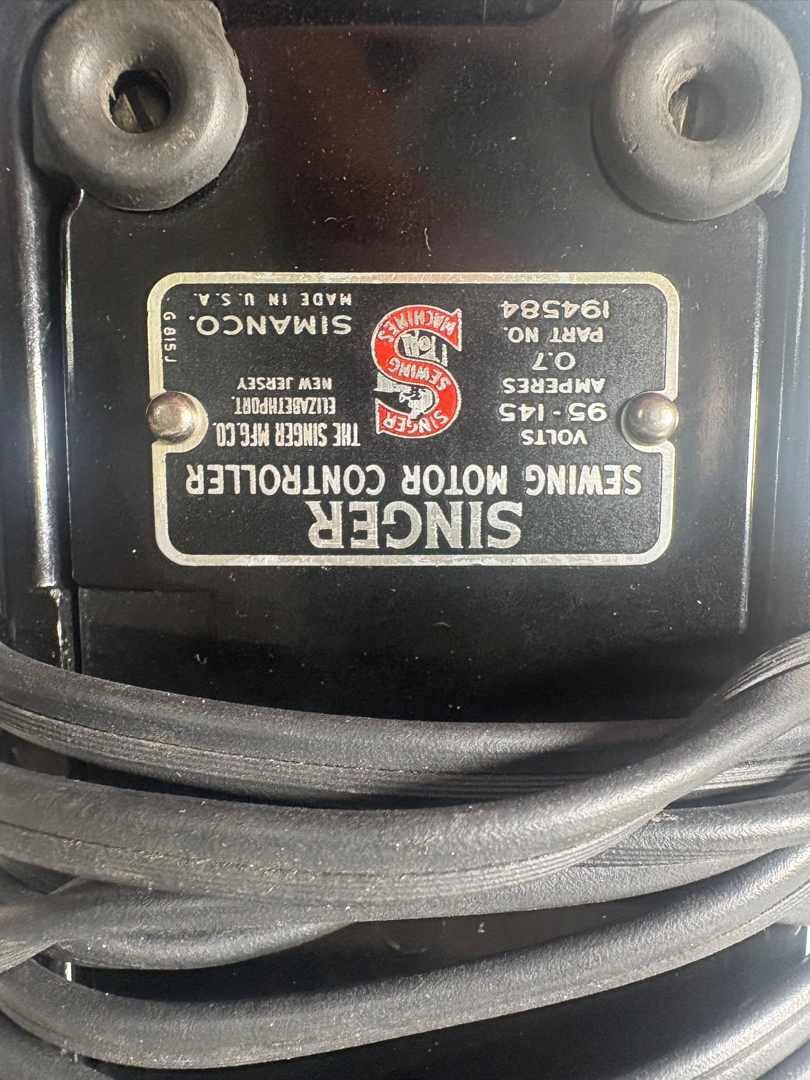 SINGER
SEWING MOTOR CONTROLLER
VOLTS
95-145
AMPERES
0.7
PART NO.
194584
SINGER
SEWING
MACHINES
THE SINGER MFG.CO.
ELIZABETHPORT.
NEW JERSEY
SIMANCO.
MADE IN U.S.A.
G 815 J